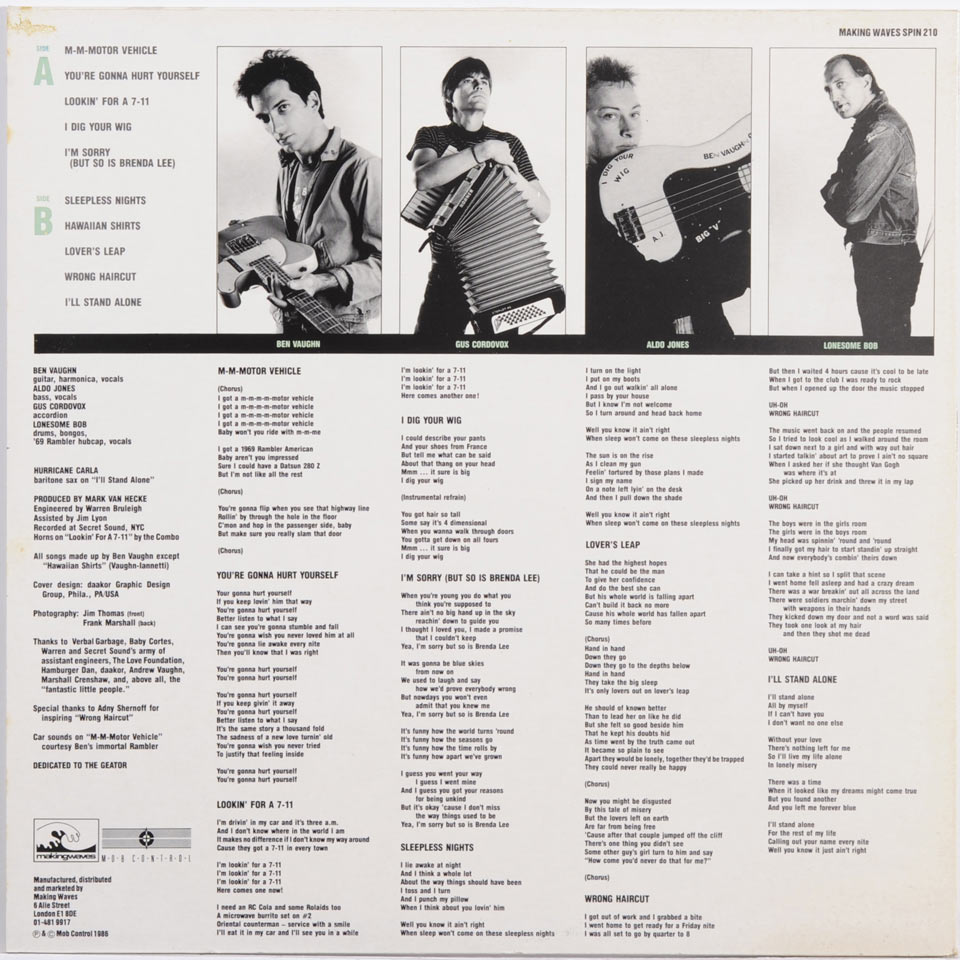 MAKING WAVES SPIN 210
SIDE
A
M-M-MOTOR VEHICLE
YOU'RE GONNA HURT YOURSELF
LOOKIN' FOR A 7-11
I DIG YOUR WIG
I'M SORRY
(BUT SO IS BRENDA LEE)
SIDE
B
SLEEPLESS NIGHTS
HAWAIIAN SHIRTS
LOVER'S LEAP
WRONG HAIRCUT
I'LL STAND ALONE
I DIG YOUR
WIG
BEN VAUGHN C
A.J.
BIG "V"
BEN VAUGHN
GUS CORDOVOX
ALDO JONES
LONESOME BOB
BEN VAUGHN
guitar, harmonica, vocals
ALDO JONES
bass, vocals
GUS CORDOVOX
accordion
LONESOME BOB
drums, bongos,
'69 Rambler hubcap, vocals
HURRICANE CARLA
baritone sax on "I'll Stand Alone"
PRODUCED BY MARK VAN HECKE
Engineered by Warren Bruleigh
Assisted by Jim Lyon
Recorded at Secret Sound, NYC
Horns on "Lookin' For A 7-11" by the Combo
All songs made up by Ben Vaughn except
"Hawaiian Shirts" (Vaughn-Iannetti)
Cover design: daakor Graphic Design
Group, Phila., PA/USA
Photography: Jim Thomas (front)
Frank Marshall (back)
Thanks to Verbal Garbage, Baby Cortes,
Warren and Secret Sound's army of
assistant engineers, The Love Foundation,
Hamburger Dan, daakor, Andrew Vaughn,
Marshall Crenshaw, and, above all, the
"fantastic little people."
Special thanks to Adny Shernoff for
inspiring "Wrong Haircut"
Car sounds on "M-M-Motor Vehicle"
courtesy Ben's immortal Rambler
DEDICATED TO THE GEATOR
makingwaves
MOB CONTROL
Manufactured, distributed
and marketed by
Making Waves
6 Alie Street
London E1 8DE
01-481 9917
℗ & © Mob Control 1986
M-M-MOTOR VEHICLE
(Chorus)
I got a m-m-m-motor vehicle
I got a m-m-m-motor vehicle
I got a m-m-m-motor vehicle
I got a m-m-m-motor vehicle
Baby won't you ride with m-m-me
I got a 1969 Rambler American
Baby aren't you impressed
Sure I could have a Datsun 280 Z
But I'm not like all the rest
(Chorus)
You're gonna flip when you see that highway line
Rollin' by through the hole in the floor
C'mon and hop in the passenger side, baby
But make sure you really slam that door
(Chorus)
YOU'RE GONNA HURT YOURSELF
Your gonna hurt yourself
If you keep lovin' him that way
You're gonna hurt yourself
Better listen to what I say
I can see you're gonna stumble and fall
You're gonna wish you never loved him at all
You're gonna lie awake every nite
Then you'll know that I was right
You're gonna hurt yourself
You're gonna hurt yourself
You're gonna hurt yourself
If you keep givin' it away
You're gonna hurt yourself
Better listen to what I say
It's the same story a thousand fold
The sadness of a new love turnin' old
You're gonna wish you never tried
To justify that feeling inside
You're gonna hurt yourself
You're gonna hurt yourself
LOOKIN' FOR A 7-11
I'm drivin' in my car and it's three a.m.
And I don't know where in the world I am
It makes no difference if I don't know my way around
Cause they got a 7-11 in every town
I'm lookin' for a 7-11
I'm lookin' for a 7-11
I'm lookin' for a 7-11
Here comes one now!
I need an RC Cola and some Rolaids too
A microwave burrito set on #2
Oriental counterman – service with a smile
I'll eat it in my car and I'll see you in a while
I'm lookin' for a 7-11
I'm lookin' for a 7-11
I'm lookin' for a 7-11
Here comes another one!
I DIG YOUR WIG
I could describe your pants
And your shoes from France
But tell me what can be said
About that thang on your head
Mmm ... it sure is big
I dig your wig
(Instrumental refrain)
You got hair so tall
Some say it's 4 dimensional
When you wanna walk through doors
You gotta get down on all fours
Mmm ... it sure is big
I dig your wig
I'M SORRY (BUT SO IS BRENDA LEE)
When you're young you do what you
think you're supposed to
There ain't no big hand up in the sky
reachin' down to guide you
I thought I loved you, I made a promise
that I couldn't keep
Yea, I'm sorry but so is Brenda Lee
It was gonna be blue skies
from now on
We used to laugh and say
how we'd prove everybody wrong
But nowdays you won't even
admit that you knew me
Yea, I'm sorry but so is Brenda Lee
It's funny how the world turns 'round
It's funny how the seasons go
It's funny how the time rolls by
It's funny how apart we've grown
I guess you went your way
I guess I went mine
And I guess you got your reasons
for being unkind
But it's okay 'cause I don't miss
the way things used to be
Yea, I'm sorry but so is Brenda Lee
SLEEPLESS NIGHTS
I lie awake at night
And I think a whole lot
About the way things should have been
I toss and I turn
And I punch my pillow
When I think about you lovin' him
Well you know it ain't right
When sleep won't come on these sleepless nights
I turn on the light
I put on my boots
And I go out walkin' all alone
I pass by your house
But I know I'm not welcome
So I turn around and head back home
Well you know it ain't right
When sleep won't come on these sleepless nights
The sun is on the rise
As I clean my gun
Feelin' tortured by those plans I made
I sign my name
On a note left lyin' on the desk
And then I pull down the shade
Well you know it ain't right
When sleep won't come on these sleepless nights
LOVER'S LEAP
She had the highest hopes
That he could be the man
To give her confidence
And do the best she can
But his whole world is falling apart
Can't build it back no more
Cause his whole world has fallen apart
So many times before
(Chorus)
Hand in hand
Down they go
Down they go to the depths below
Hand in hand
They take the big sleep
It's only lovers out on lover's leap
He should of known better
Than to lead her on like he did
But she felt so good beside him
That he kept his doubts hid
As time went by the truth came out
It became so plain to see
Apart they would be lonely, together they'd be trapped
They could never really be happy
(Chorus)
Now you might be disgusted
By this tale of misery
But the lovers left on earth
Are far from being free
'Cause after that couple jumped off the cliff
There's one thing you didn't see
Some other guy's girl turn to him and say
"How come you'd never do that for me?"
(Chorus)
WRONG HAIRCUT
I got out of work and I grabbed a bite
I went home to get ready for a Friday nite
I was all set to go by quarter to 8
But then I waited 4 hours cause it's cool to be late
When I got to the club I was ready to rock
But when I opened up the door the music stopped
UH-OH
WRONG HAIRCUT
The music went back on and the people resumed
So I tried to look cool as I walked around the room
I sat down next to a girl and with way out hair
I started talkin' about art to prove I ain't no square
When I asked her if she thought Van Gogh
was where it's at
She picked up her drink and threw it in my lap
UH-OH
WRONG HAIRCUT
The boys were in the girls room
The girls were in the boys room
My head was spinnin' 'round and 'round
I finally got my hair to start standin' up straight
And now everybody's combin' theirs down
I can take a hint so I split that scene
I went home fell asleep and had a crazy dream
There was a war breakin' out all across the land
There were soldiers marchin' down my street
with weapons in their hands
They kicked down my door and not a word was said
They took one look at my hair
and then they shot me dead
UH-OH
WRONG HAIRCUT
I'LL STAND ALONE
I'll stand alone
All by myself
If I can't have you
I don't want no one else
Without your love
There's nothing left for me
So I'll live my life alone
In lonely misery
There was a time
When it looked like my dreams might come true
But you found another
And you left me forever blue
I'll stand alone
For the rest of my life
Calling out your name every nite
Well you know it just ain't right